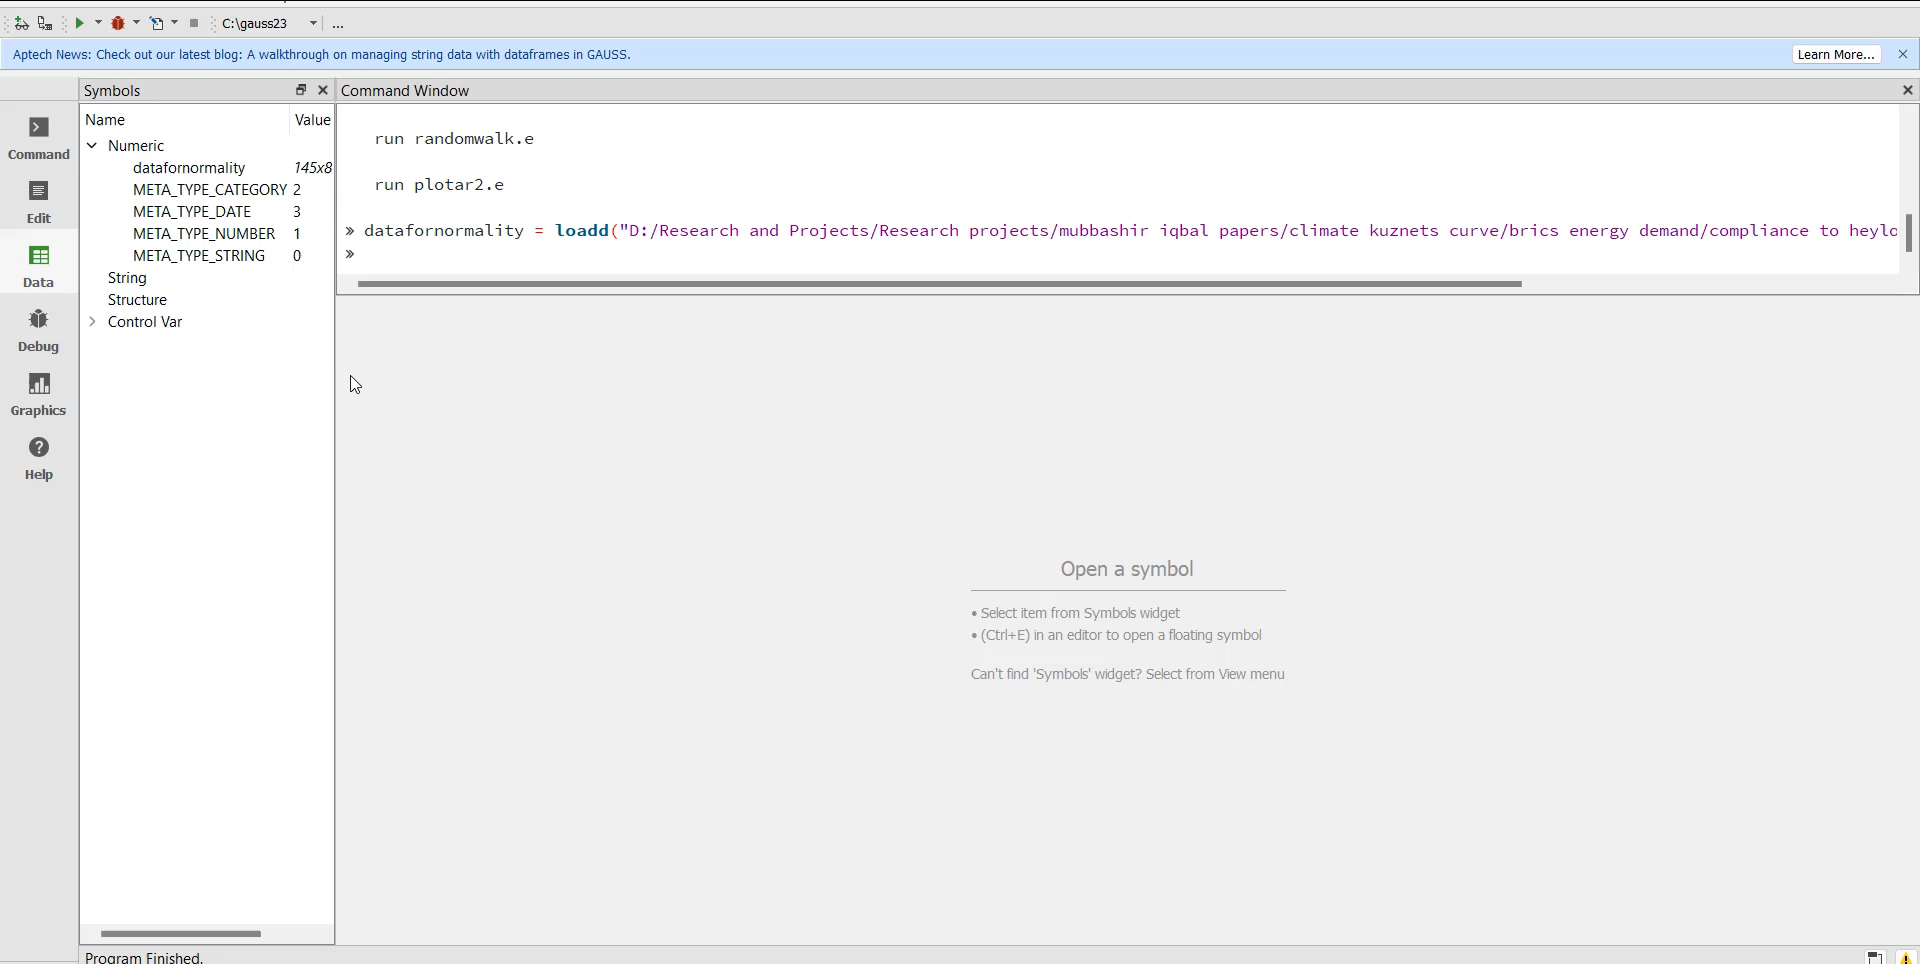 C:\gauss23 ...
Aptech News: Check out our latest blog: A walkthrough on managing string data with dataframes in GAUSS. Learn More...
Symbols
Name Value
Numeric
datafornormality 145x8
META_TYPE_CATEGORY 2
META_TYPE_DATE 3
META_TYPE_NUMBER 1
META_TYPE_STRING 0
String
Structure
Control Var
Command
Edit
Data
Debug
Graphics
Help
Command Window
run randomwalk.e
run plotar2.e
» datafornormality = loadd("D:/Research and Projects/Research projects/mubbashir iqbal papers/climate kuznets curve/brics energy demand/compliance to heylo
»
Open a symbol
• Select item from Symbols widget
• (Ctrl+E) in an editor to open a floating symbol
Can't find 'Symbols' widget? Select from View menu
Program Finished.